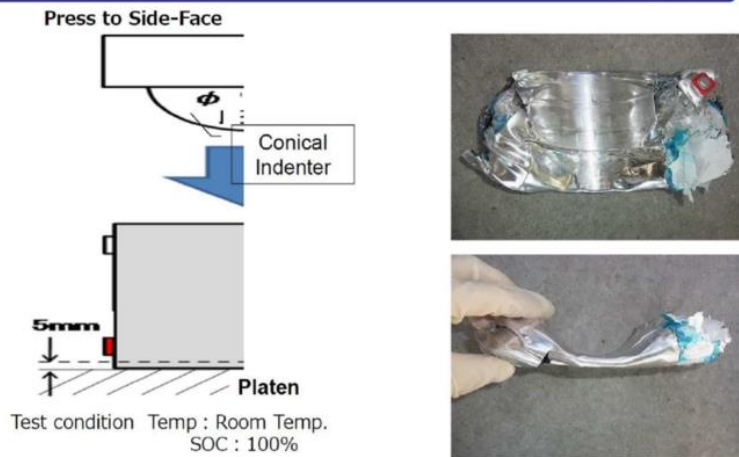 Press to Side-Face
ϕ
Conical
Indenter
5mm
Platen
Test condition Temp : Room Temp.
SOC : 100%